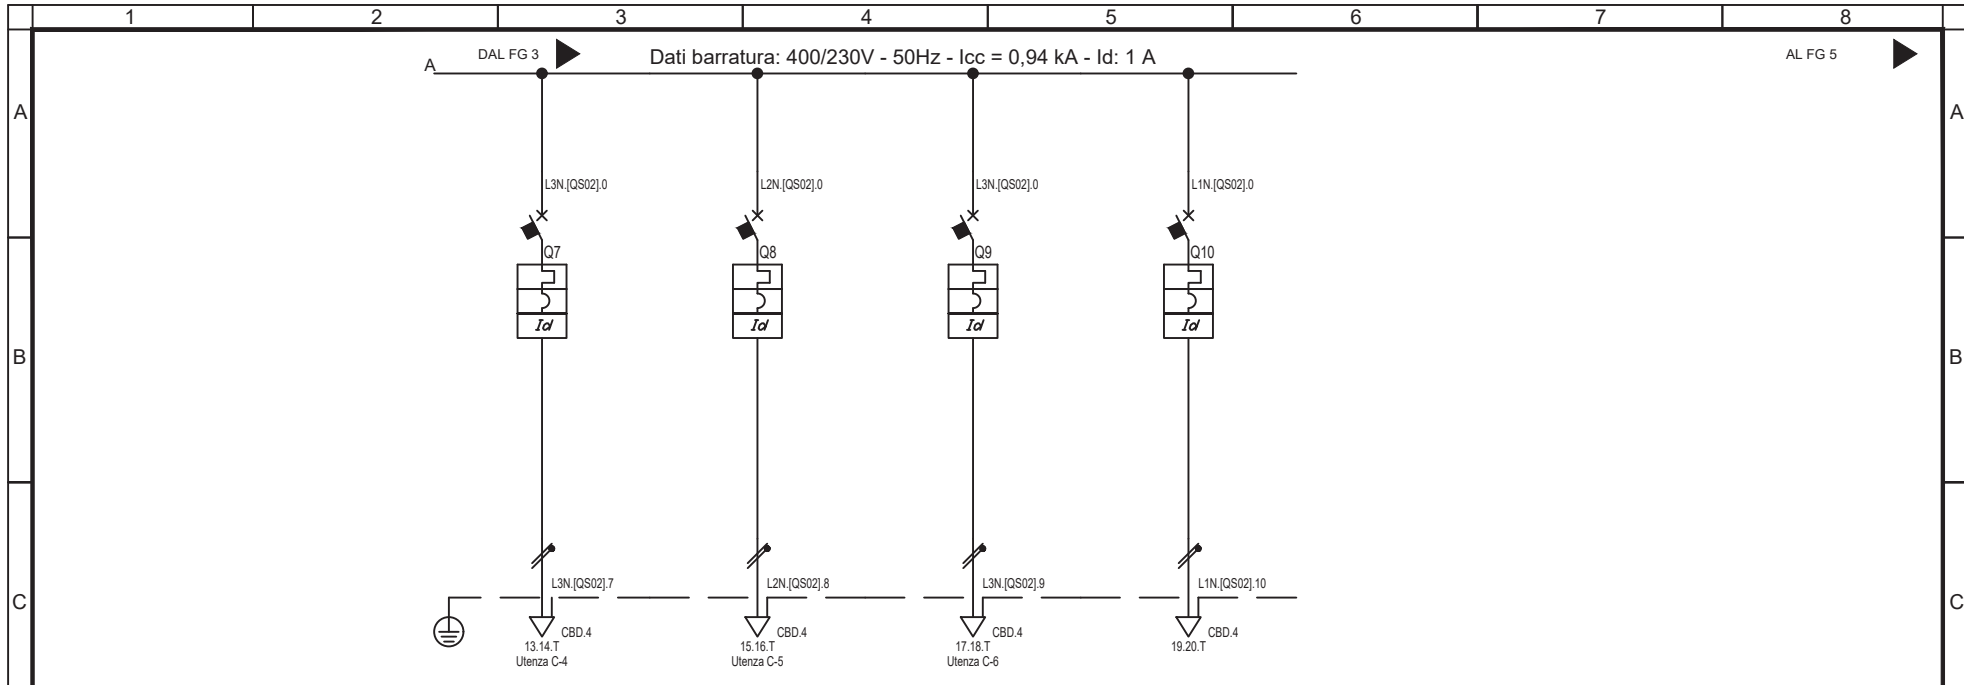 1 2 3 4 5 6 7 8
DAL FG 3 Dati barratura: 400/230V - 50Hz - Icc = 0,94 kA - Id: 1 A AL FG 5
A
A A
L3N.[QS02].0 L2N.[QS02].0 L3N.[QS02].0 L1N.[QS02].0
Q7 Q8 Q9 Q10
Id Id Id Id
B B
L3N.[QS02].7 L2N.[QS02].8 L3N.[QS02].9 L1N.[QS02].10
C C
CBD.4 CBD.4 CBD.4 CBD.4
13.14.T 15.16.T 17.18.T 19.20.T
Utenza C-4 Utenza C-5 Utenza C-6